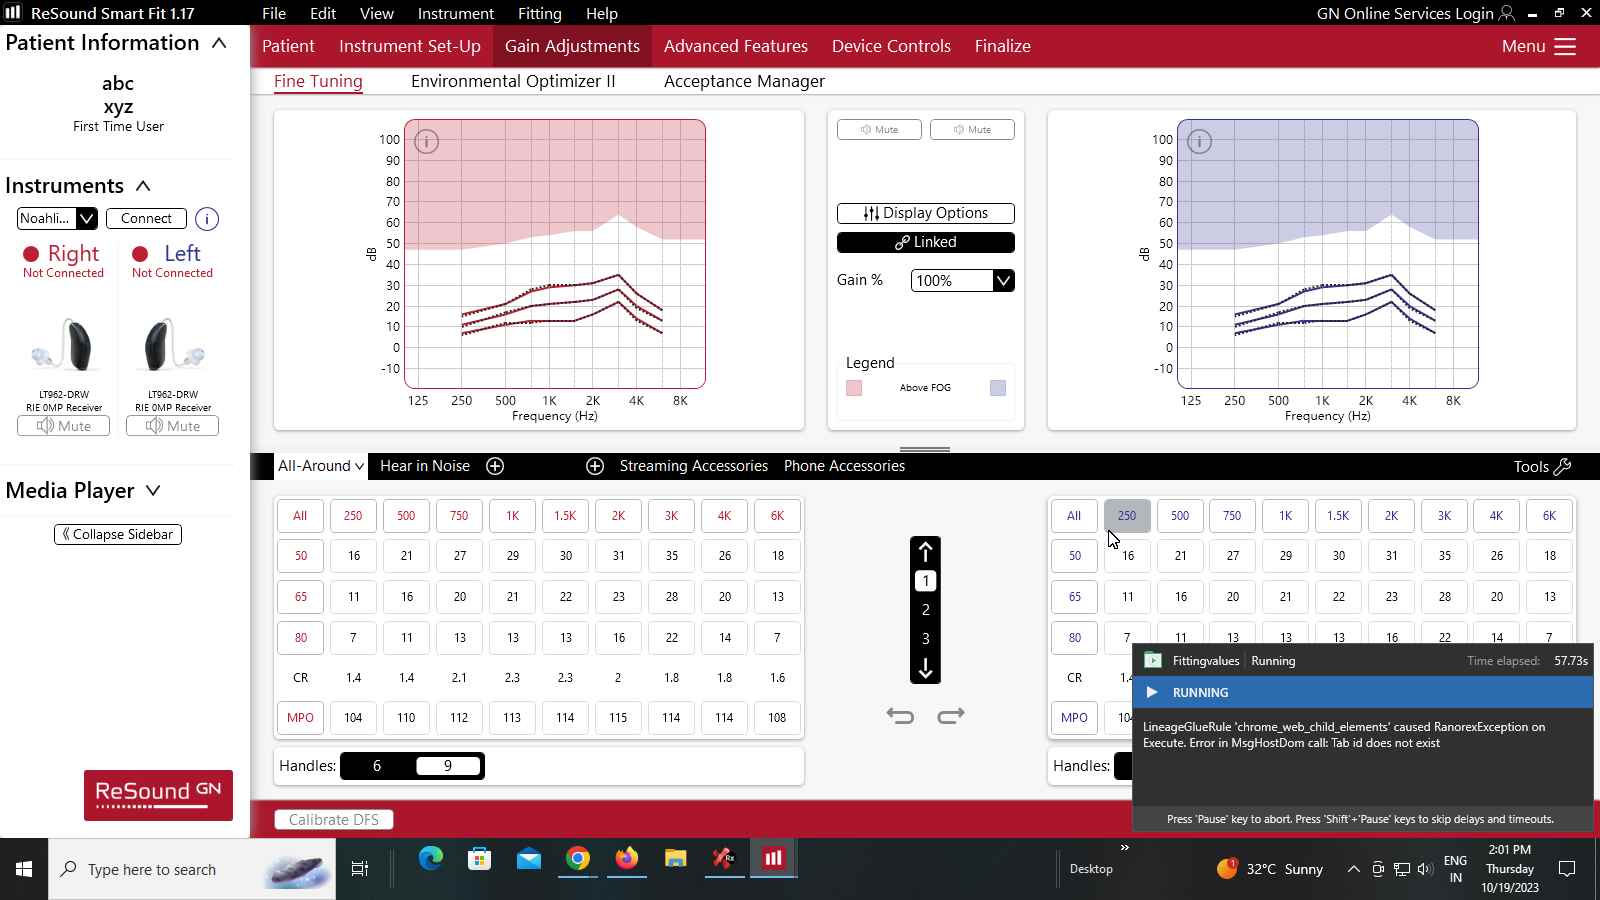 ReSound Smart Fit 1.17
File Edit View Instrument Fitting Help
GN Online Services Login
Patient Information
abc
xyz
First Time User
Instruments
Noahli... Connect i
Right Left
Not Connected Not Connected
LT962-DRW LT962-DRW
RIE 0MP Receiver RIE 0MP Receiver
Mute Mute
Media Player
Collapse Sidebar
ReSound GN
Patient Instrument Set-Up Gain Adjustments Advanced Features Device Controls Finalize Menu
Fine Tuning Environmental Optimizer II Acceptance Manager
i
100
90
80
70
60
50
40
30
20
10
0
-10
dB
125 250 500 1K 2K 4K 8K
Frequency (Hz)
Mute Mute
Display Options
Linked
Gain % 100%
Legend
Above FOG
i
100
90
80
70
60
50
40
30
20
10
0
-10
dB
125 250 500 1K 2K 4K 8K
Frequency (Hz)
All-Around Hear in Noise Streaming Accessories Phone Accessories Tools
All 250 500 750 1K 1.5K 2K 3K 4K 6K
50 16 21 27 29 30 31 35 26 18
65 11 16 20 21 22 23 28 20 13
80 7 11 13 13 13 16 22 14 7
CR 1.4 1.4 2.1 2.3 2.3 2 1.8 1.8 1.6
MPO 104 110 112 113 114 115 114 114 108
Handles: 6 9
1
2
3
All 250 500 750 1K 1.5K 2K 3K 4K 6K
50 16 21 27 29 30 31 35 26 18
65 11 16 20 21 22 23 28 20 13
80 7 11 13 13 13 16 22 14 7
CR 1.4
MPO 104
Handles:
Fittingvalues Running Time elapsed: 57.73s
RUNNING
LineageGlueRule 'chrome_web_child_elements' caused RanorexException on
Execute. Error in MsgHostDom call: Tab id does not exist
Press 'Pause' key to abort. Press 'Shift'+'Pause' keys to skip delays and timeouts.
Calibrate DFS
Type here to search
Rx
Desktop
»
1
32°C Sunny
ENG
IN
2:01 PM
Thursday
10/19/2023